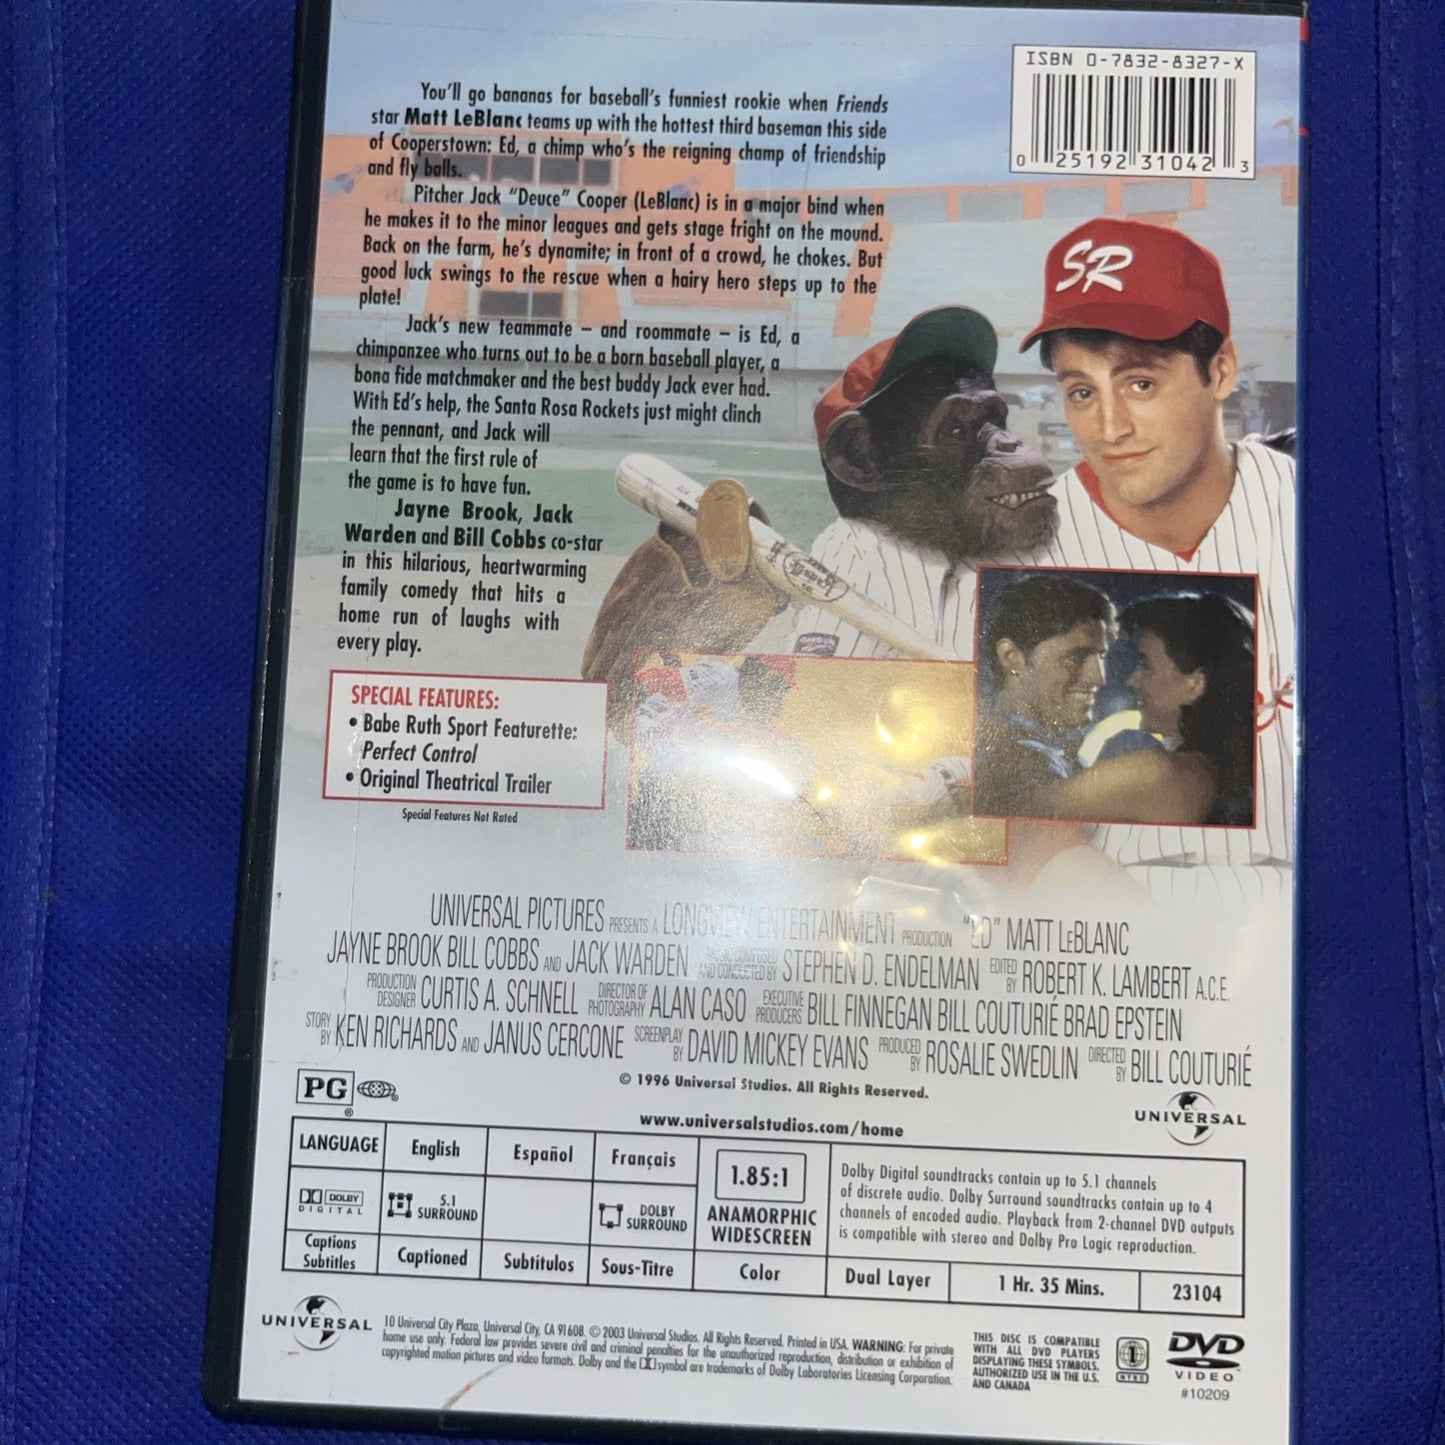 ISBN 0-7832-8327-X
0 25192 31042 3
You'll go bananas for baseball's funniest rookie when Friends
star Matt LeBlanc teams up with the hottest third baseman this side
of Cooperstown: Ed, a chimp who's the reigning champ of friendship
and fly balls.
Pitcher Jack "Deuce" Cooper (LeBlanc) is in a major bind when
he makes it to the minor leagues and gets stage fright on the mound.
Back on the farm, he's dynamite; in front of a crowd, he chokes. But
good luck swings to the rescue when a hairy hero steps up to the
plate!
Jack's new teammate – and roommate – is Ed, a
chimpanzee who turns out to be a born baseball player, a
bona fide matchmaker and the best buddy Jack ever had.
With Ed's help, the Santa Rosa Rockets just might clinch
the pennant, and Jack will
learn that the first rule of
the game is to have fun.
Jayne Brook, Jack
Warden and Bill Cobbs co-star
in this hilarious, heartwarming
family comedy that hits a
home run of laughs with
every play.
SR
SPECIAL FEATURES:
• Babe Ruth Sport Featurette:
Perfect Control
• Original Theatrical Trailer
Special Features Not Rated
UNIVERSAL PICTURES PRESENTS A LONGVIEW ENTERTAINMENT PRODUCTION "ED" MATT LeBLANC
JAYNE BROOK BILL COBBS AND JACK WARDEN MUSIC COMPOSED AND CONDUCTED BY STEPHEN D. ENDELMAN EDITED BY ROBERT K. LAMBERT A.C.E.
PRODUCTION DESIGNER CURTIS A. SCHNELL DIRECTOR OF PHOTOGRAPHY ALAN CASO EXECUTIVE PRODUCERS BILL FINNEGAN BILL COUTURIÉ BRAD EPSTEIN
STORY BY KEN RICHARDS AND JANUS CERCONE SCREENPLAY BY DAVID MICKEY EVANS PRODUCED BY ROSALIE SWEDLIN DIRECTED BY BILL COUTURIÉ
PG
®
© 1996 Universal Studios. All Rights Reserved.
www.universalstudios.com/home
UNIVERSAL
LANGUAGE English Español Français
DOLBY DIGITAL
5.1 SURROUND
DOLBY SURROUND
Captions Subtitles Captioned Subtítulos Sous-Titre
1.85:1
ANAMORPHIC
WIDESCREEN
Color
Dolby Digital soundtracks contain up to 5.1 channels
of discrete audio. Dolby Surround soundtracks contain up to 4
channels of encoded audio. Playback from 2-channel DVD outputs
is compatible with stereo and Dolby Pro Logic reproduction.
Dual Layer 1 Hr. 35 Mins. 23104
UNIVERSAL
10 Universal City Plaza, Universal City, CA 91608. © 2003 Universal Studios. All Rights Reserved. Printed in USA. WARNING: For private
home use only. Federal law provides severe civil and criminal penalties for the unauthorized reproduction, distribution or exhibition of
copyrighted motion pictures and video formats. Dolby and the symbol are trademarks of Dolby Laboratories Licensing Corporation.
THIS DISC IS COMPATIBLE
WITH ALL DVD PLAYERS
DISPLAYING THESE SYMBOLS.
AUTHORIZED USE IN THE U.S.
AND CANADA
1
NTSC
DVD
VIDEO
#10209